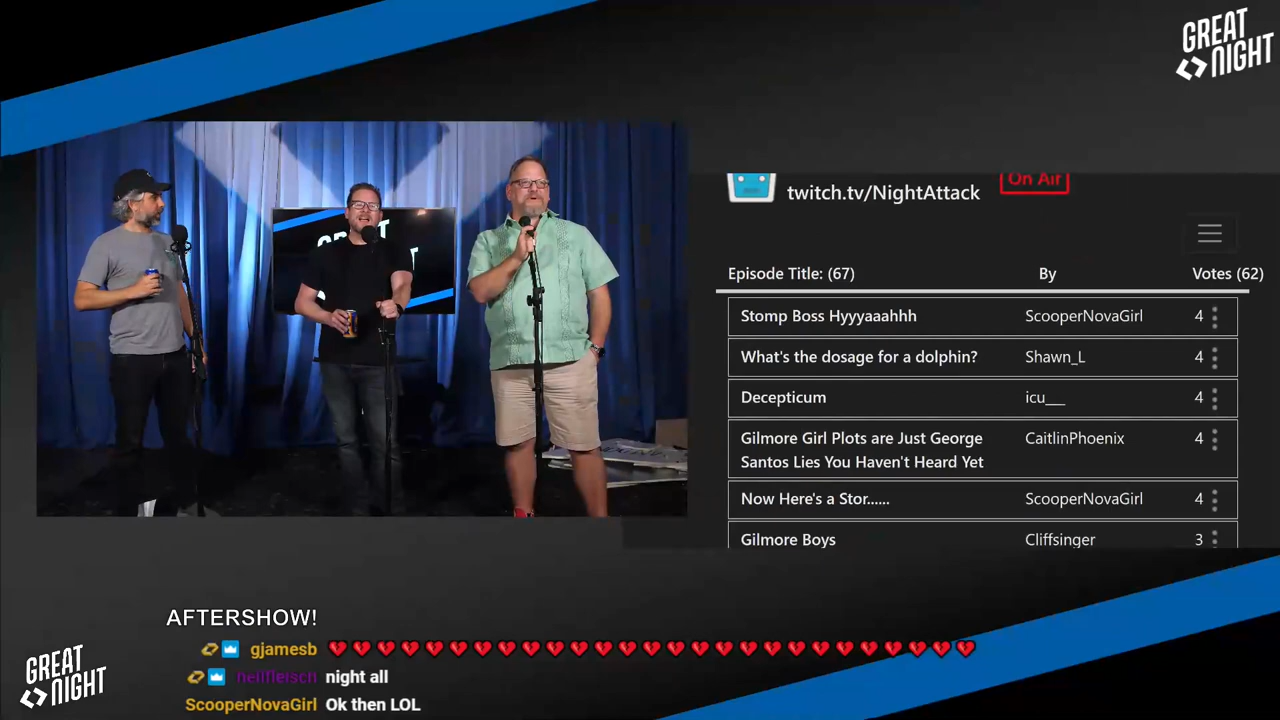 GREAT
NIGHT
twitch.tv/NightAttack
On Air
Episode Title: (67) By Votes (62)
Stomp Boss Hyyyaaahhh ScooperNovaGirl 4
What's the dosage for a dolphin? Shawn_L 4
Decepticum icu__ 4
Gilmore Girl Plots are Just George CaitlinPhoenix 4
Santos Lies You Haven't Heard Yet
Now Here's a Stor...... ScooperNovaGirl 4
Gilmore Boys Cliffsinger 3
AFTERSHOW!
gjamesb
hellfleisch night all
ScooperNovaGirl Ok then LOL
GREAT
NIGHT